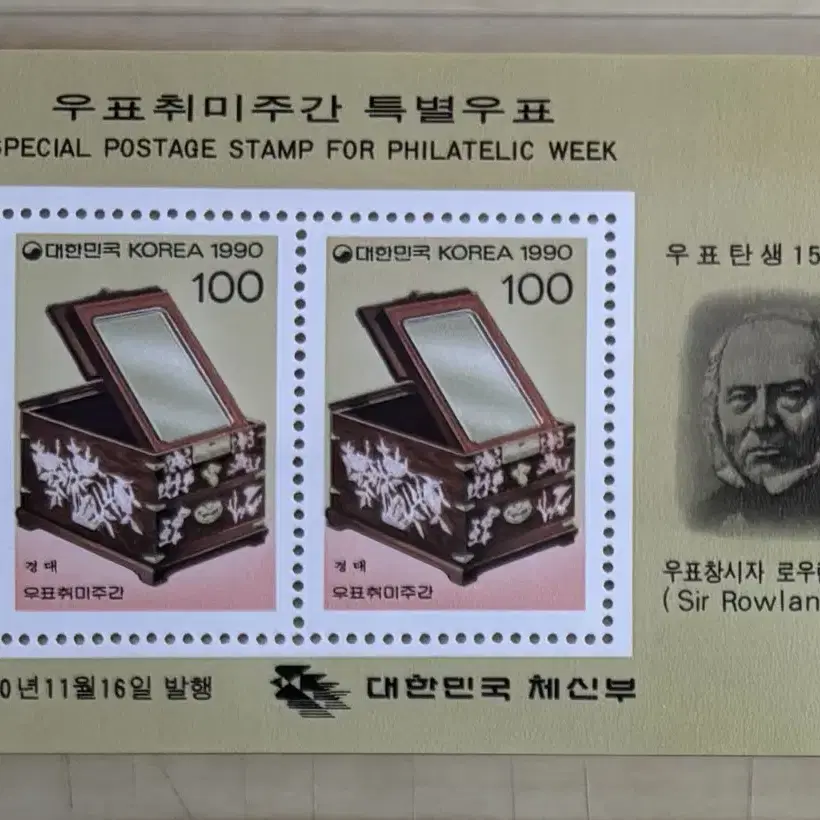 우표취미주간 특별우표
SPECIAL POSTAGE STAMP FOR PHILATELIC WEEK
대한민국 KOREA 1990
100
경대
우표취미주간
대한민국 KOREA 1990
100
경대
우표취미주간
우표탄생 15
우표창시자 로우
(Sir Rowlan
0년11월16일 발행
대한민국 체신부